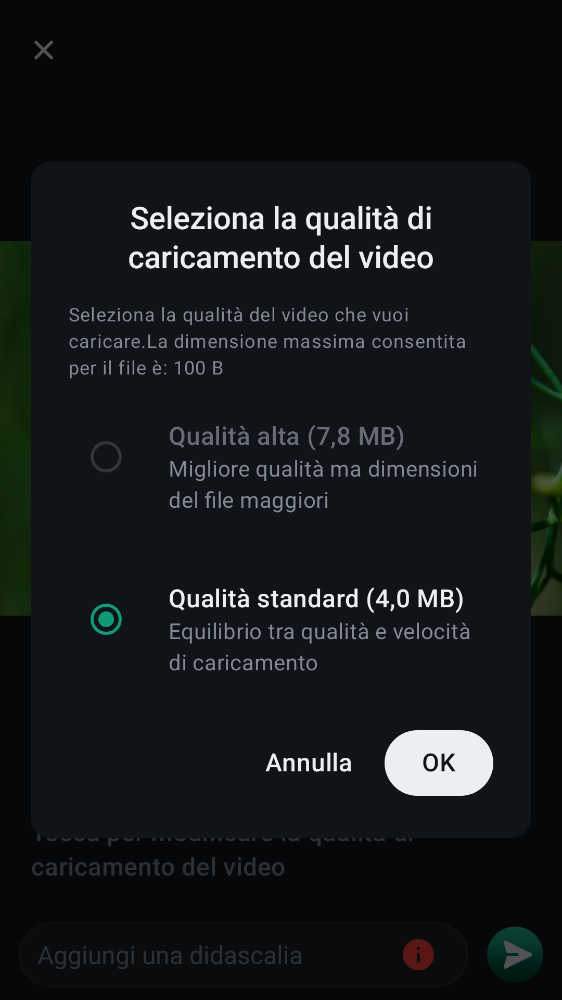 Seleziona la qualità di
caricamento del video
Seleziona la qualità del video che vuoi
caricare.La dimensione massima consentita
per il file è: 100 B
Qualità alta (7,8 MB)
Migliore qualità ma dimensioni
del file maggiori
Qualità standard (4,0 MB)
Equilibrio tra qualità e velocità
di caricamento
Annulla
OK
Tocca per modificare la qualità di
caricamento del video
Aggiungi una didascalia